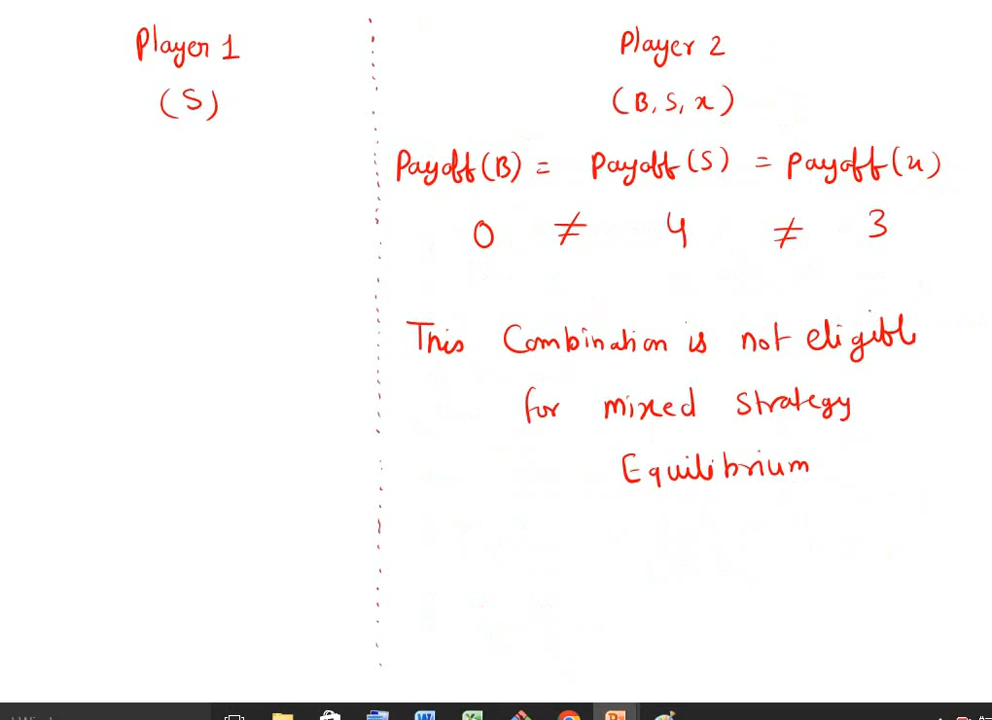 Player 1
(S)
Player 2
(B, S, x)
Payoff(B) = Payoff(S) = Payoff(x)
0 ≠ 4 ≠ 3
This Combination is not eligible
for mixed strategy
Equilibrium